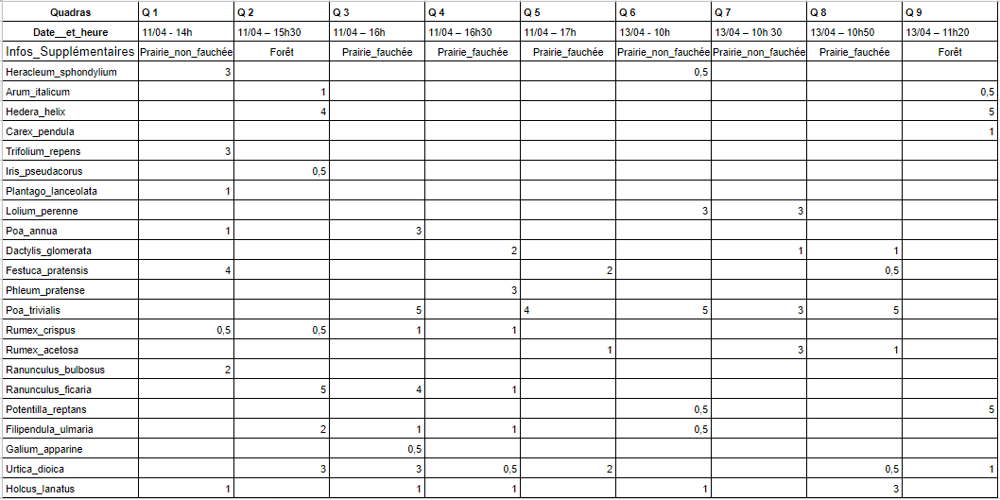 Quadras Q 1 Q 2 Q 3 Q 4 Q 5 Q 6 Q 7 Q 8 Q 9
Date__et_heure 11/04 - 14h 11/04 – 15h30 11/04 – 16h 11/04 – 16h30 11/04 – 17h 13/04 - 10h 13/04 – 10h 30 13/04 – 10h50 13/04 – 11h20
Infos_Supplémentaires Prairie_non_fauchée Forêt Prairie_fauchée Prairie_fauchée Prairie_fauchée Prairie_non_fauchée Prairie_non_fauchée Prairie_fauchée Forêt
Heracleum_sphondylium 3 0,5
Arum_italicum 1 0,5
Hedera_helix 4 5
Carex_pendula 1
Trifolium_repens 3
Iris_pseudacorus 0,5
Plantago_lanceolata 1
Lolium_perenne 3 3
Poa_annua 1 3
Dactylis_glomerata 2 1 1
Festuca_pratensis 4 2 0,5
Phleum_pratense 3
Poa_trivialis 5 4 5 3 5
Rumex_crispus 0,5 0,5 1 1
Rumex_acetosa 1 3 1
Ranunculus_bulbosus 2
Ranunculus_ficaria 5 4 1
Potentilla_reptans 0,5 5
Filipendula_ulmaria 2 1 1 0,5
Galium_apparine 0,5
Urtica_dioica 3 3 0,5 2 0,5 1
Holcus_lanatus 1 1 1 1 3